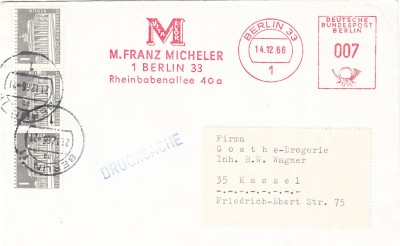 M
M. FRANZ MICHELER
1 BERLIN 33
Rheinbabenallee 40a
BERLIN 33
14.12.66
1
DEUTSCHE
BUNDESPOST
BERLIN
007
DRUCKSACHE
Firma
Goethe-Drogerie
Inh. H.W. Wagner
35 Kassel
Friedrich-Ebert Str. 75